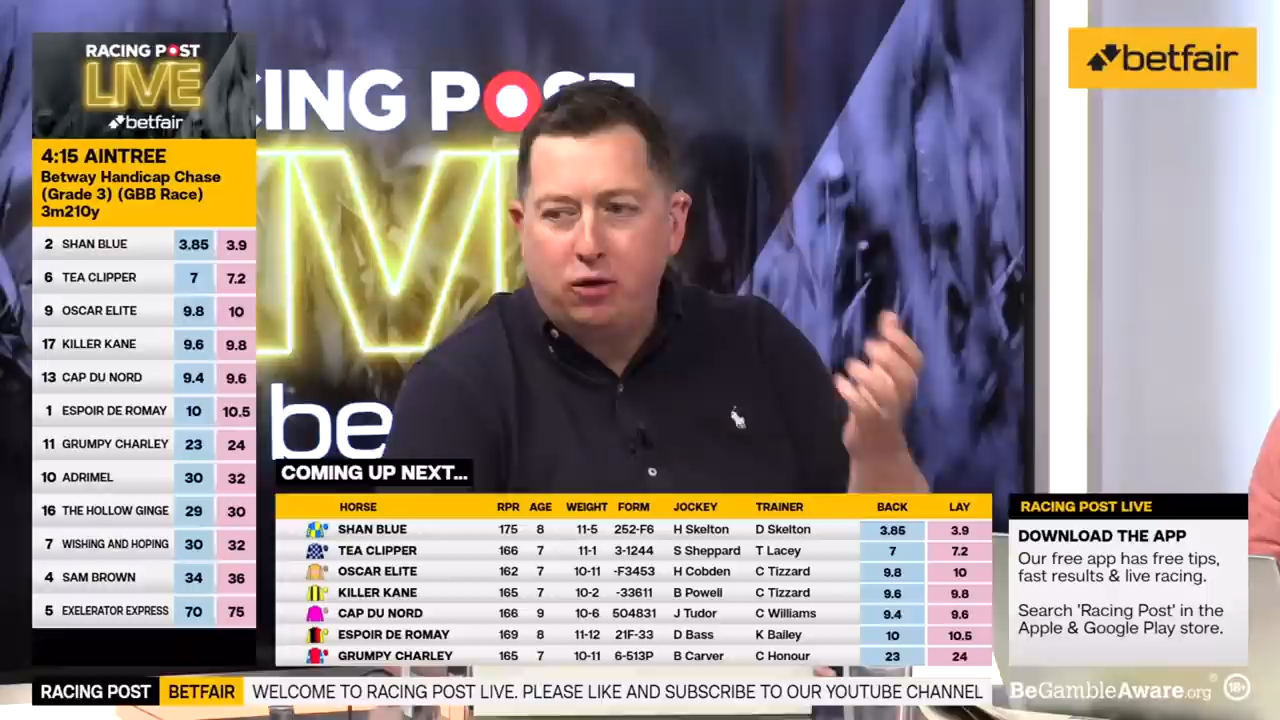 RACING POST
LIVE
betfair
4:15 AINTREE
Betway Handicap Chase
(Grade 3) (GBB Race)
3m210y
2 SHAN BLUE 3.85 3.9
6 TEA CLIPPER 7 7.2
9 OSCAR ELITE 9.8 10
17 KILLER KANE 9.6 9.8
13 CAP DU NORD 9.4 9.6
1 ESPOIR DE ROMAY 10 10.5
11 GRUMPY CHARLEY 23 24
10 ADRIMEL 30 32
16 THE HOLLOW GINGE 29 30
7 WISHING AND HOPING 30 32
4 SAM BROWN 34 36
5 EXELERATOR EXPRESS 70 75
CING POST
IVE
be
betfair
COMING UP NEXT...
HORSE RPR AGE WEIGHT FORM JOCKEY TRAINER BACK LAY
SHAN BLUE 175 8 11-5 252-F6 H Skelton D Skelton 3.85 3.9
TEA CLIPPER 166 7 11-1 3-1244 S Sheppard T Lacey 7 7.2
OSCAR ELITE 162 7 10-11 -F3453 H Cobden C Tizzard 9.8 10
KILLER KANE 165 7 10-2 -33611 B Powell C Tizzard 9.6 9.8
CAP DU NORD 166 9 10-6 504831 J Tudor C Williams 9.4 9.6
ESPOIR DE ROMAY 169 8 11-12 21F-33 D Bass K Bailey 10 10.5
GRUMPY CHARLEY 165 7 10-11 6-513P B Carver C Honour 23 24
RACING POST LIVE
DOWNLOAD THE APP
Our free app has free tips,
fast results & live racing.
Search 'Racing Post' in the
Apple & Google Play store.
RACING POST BETFAIR WELCOME TO RACING POST LIVE. PLEASE LIKE AND SUBSCRIBE TO OUR YOUTUBE CHANNEL
BeGambleAware.org® 18+